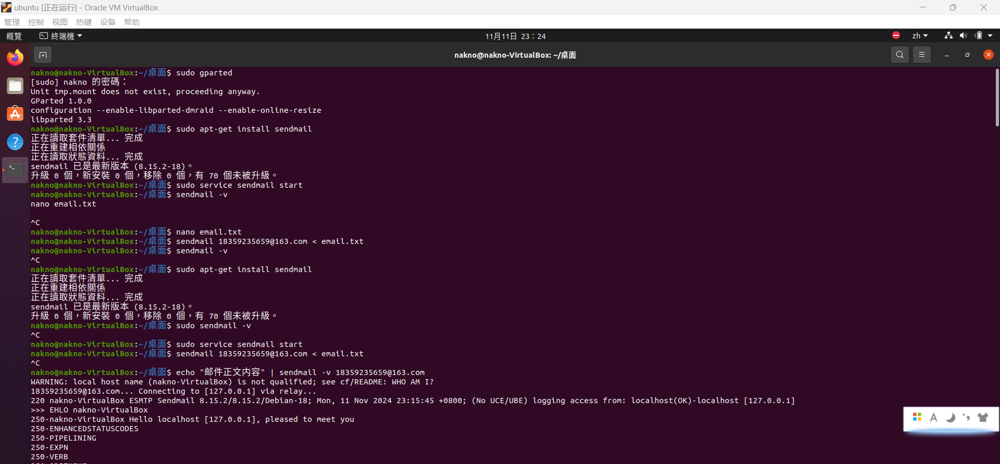 ubuntu [正在运行] - Oracle VM VirtualBox
管理 控制 视图 热键 设备 帮助
概覽 終端機 11月11日 23：24 zh
nakno@nakno-VirtualBox: ~/桌面
nakno@nakno-VirtualBox:~/桌面$ sudo gparted
[sudo] nakno 的密碼：
Unit tmp.mount does not exist, proceeding anyway.
GParted 1.0.0
configuration --enable-libparted-dmraid --enable-online-resize
libparted 3.3
nakno@nakno-VirtualBox:~/桌面$ sudo apt-get install sendmail
正在讀取套件清單... 完成
正在重建相依關係
正在讀取狀態資料... 完成
sendmail 已是最新版本 (8.15.2-18)。
升級 0 個，新安裝 0 個，移除 0 個，有 70 個未被升級。
nakno@nakno-VirtualBox:~/桌面$ sudo service sendmail start
nakno@nakno-VirtualBox:~/桌面$ sendmail -v
nano email.txt
^C
nakno@nakno-VirtualBox:~/桌面$ nano email.txt
nakno@nakno-VirtualBox:~/桌面$ sendmail 18359235659@163.com < email.txt
nakno@nakno-VirtualBox:~/桌面$ sendmail -v
^C
nakno@nakno-VirtualBox:~/桌面$ sudo apt-get install sendmail
正在讀取套件清單... 完成
正在重建相依關係
正在讀取狀態資料... 完成
sendmail 已是最新版本 (8.15.2-18)。
升級 0 個，新安裝 0 個，移除 0 個，有 70 個未被升級。
nakno@nakno-VirtualBox:~/桌面$ sudo sendmail -v
^C
nakno@nakno-VirtualBox:~/桌面$ sudo service sendmail start
nakno@nakno-VirtualBox:~/桌面$ sendmail 18359235659@163.com < email.txt
^C
nakno@nakno-VirtualBox:~/桌面$ echo "邮件正文内容" | sendmail -v 18359235659@163.com
WARNING: local host name (nakno-VirtualBox) is not qualified; see cf/README: WHO AM I?
18359235659@163.com... Connecting to [127.0.0.1] via relay...
220 nakno-VirtualBox ESMTP Sendmail 8.15.2/8.15.2/Debian-18; Mon, 11 Nov 2024 23:15:45 +0800; (No UCE/UBE) logging access from: localhost(OK)-localhost [127.0.0.1]
>>> EHLO nakno-VirtualBox
250-nakno-VirtualBox Hello localhost [127.0.0.1], pleased to meet you
250-ENHANCEDSTATUSCODES
250-PIPELINING
250-EXPN
250-VERB